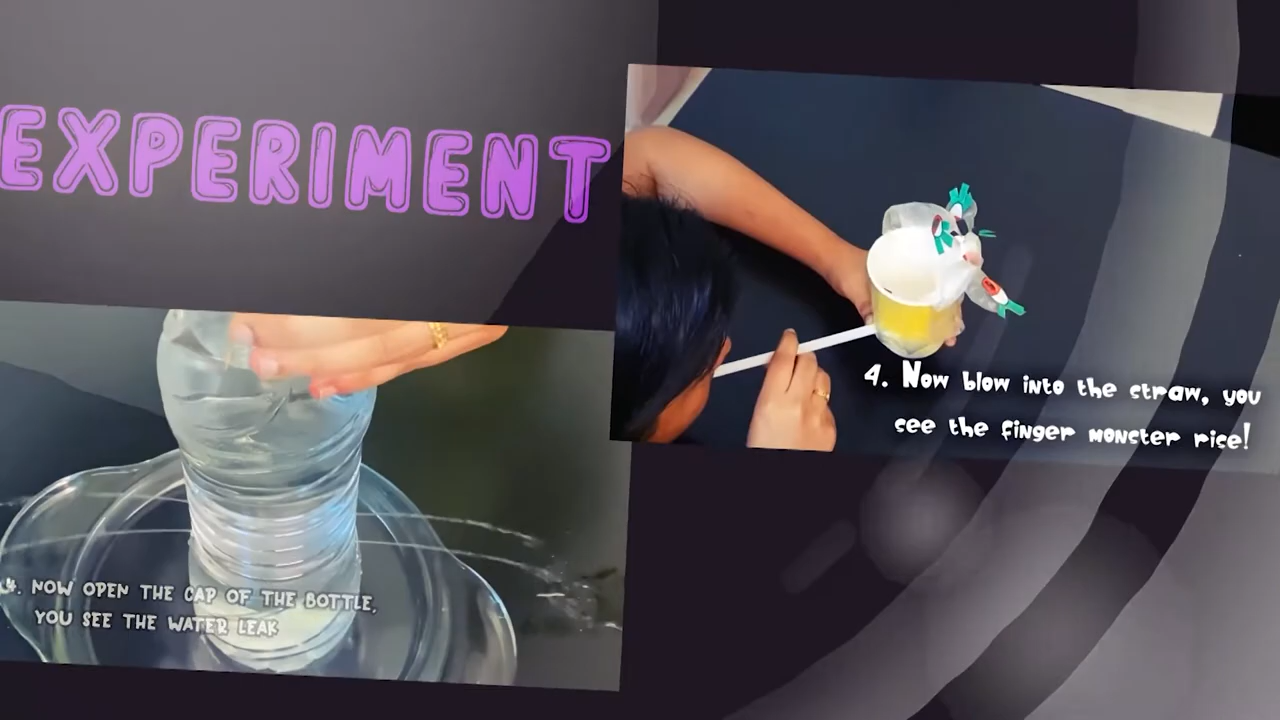 EXPERIMENT
4. Now blow into the straw, you
see the finger monster rise!
4. NOW OPEN THE CAP OF THE BOTTLE,
YOU SEE THE WATER LEAK